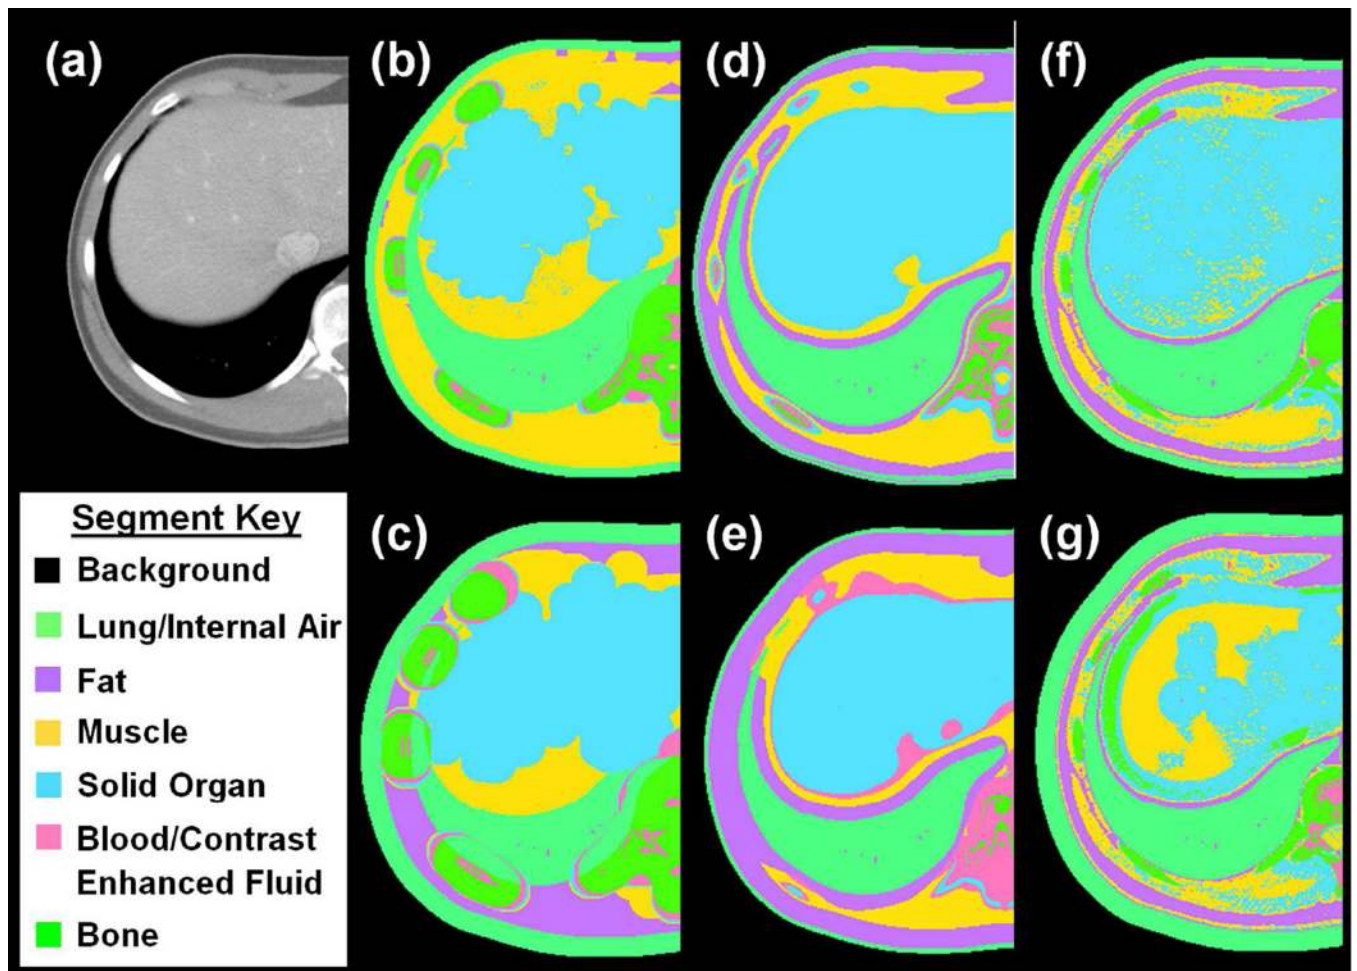 (a)
(b)
(d)
(f)
(c)
(e)
(g)
Segment Key
Background
Lung/Internal Air
Fat
Muscle
Solid Organ
Blood/Contrast
Enhanced Fluid
Bone